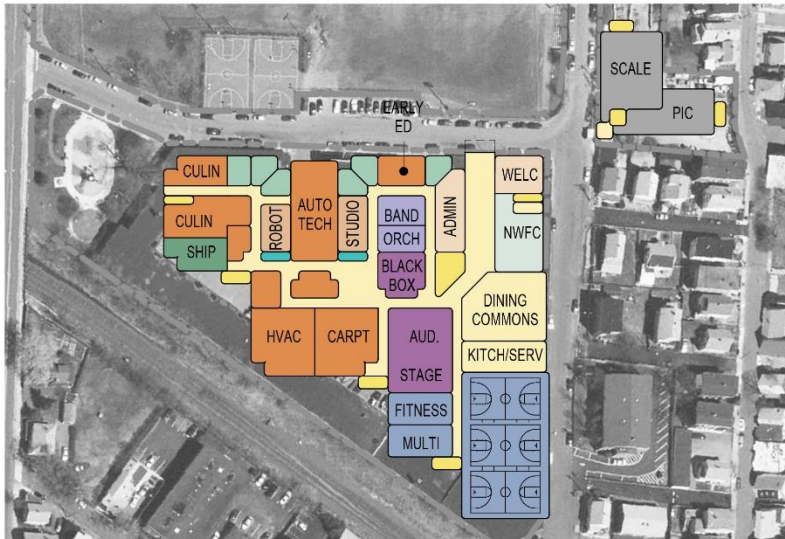 EARLY
ED
SCALE
PIC
CULIN
CULIN
SHIP
ROBOT
AUTO
TECH
STUDIO
BAND
ORCH
BLACK
BOX
ADMIN
WELC
NWFC
DINING
COMMONS
KITCH/SERV
HVAC
CARPT
AUD.
STAGE
FITNESS
MULTI